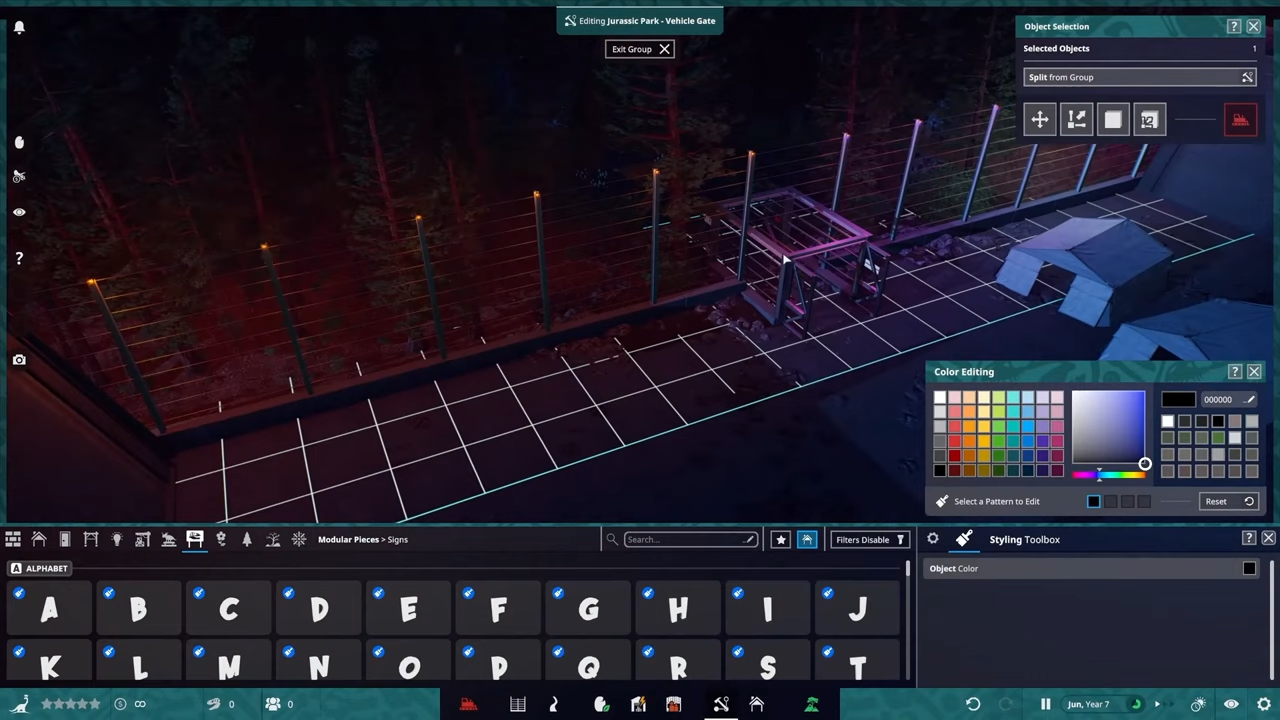 Editing Jurassic Park - Vehicle Gate
Exit Group
Object Selection
?
Selected Objects 1
Split from Group
12
?
Color Editing
?
000000
Select a Pattern to Edit
Reset
Modular Pieces > Signs
Search...
Filters Disable
Styling Toolbox
?
A ALPHABET
Object Color
A B C D E F G H I J
K L M N O P Q R S T
$ ∞
0
0
Jun, Year 7